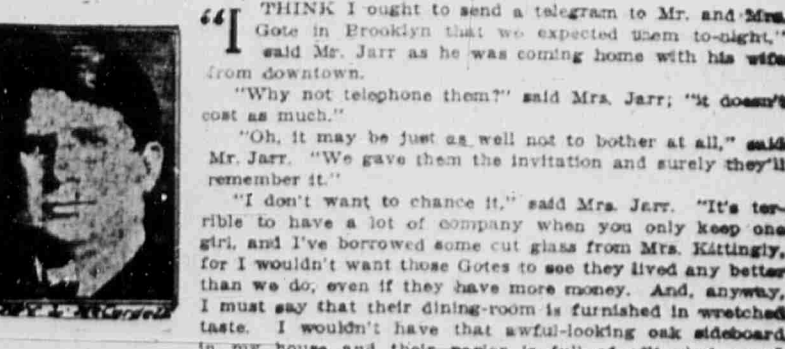 "I THINK I ought to send a telegram to Mr. and Mrs.
Gote in Brooklyn that we expected them to-night,"
said Mr. Jarr as he was coming home with his wife
from downtown.
"Why not telephone them?" said Mrs. Jarr; "it doesn't
cost as much."
"Oh, it may be just as well not to bother at all," said
Mr. Jarr. "We gave them the invitation and surely they'll
remember it."
"I don't want to chance it," said Mrs. Jarr. "It's ter-
rible to have a lot of company when you only keep one
girl, and I've borrowed some cut glass from Mrs. Kittingly,
for I wouldn't want those Gotes to see they lived any better
than we do, even if they have more money. And, anyway,
I must say that their dining-room is furnished in wretched
taste. I wouldn't have that awful-looking oak sideboard
in my house and their